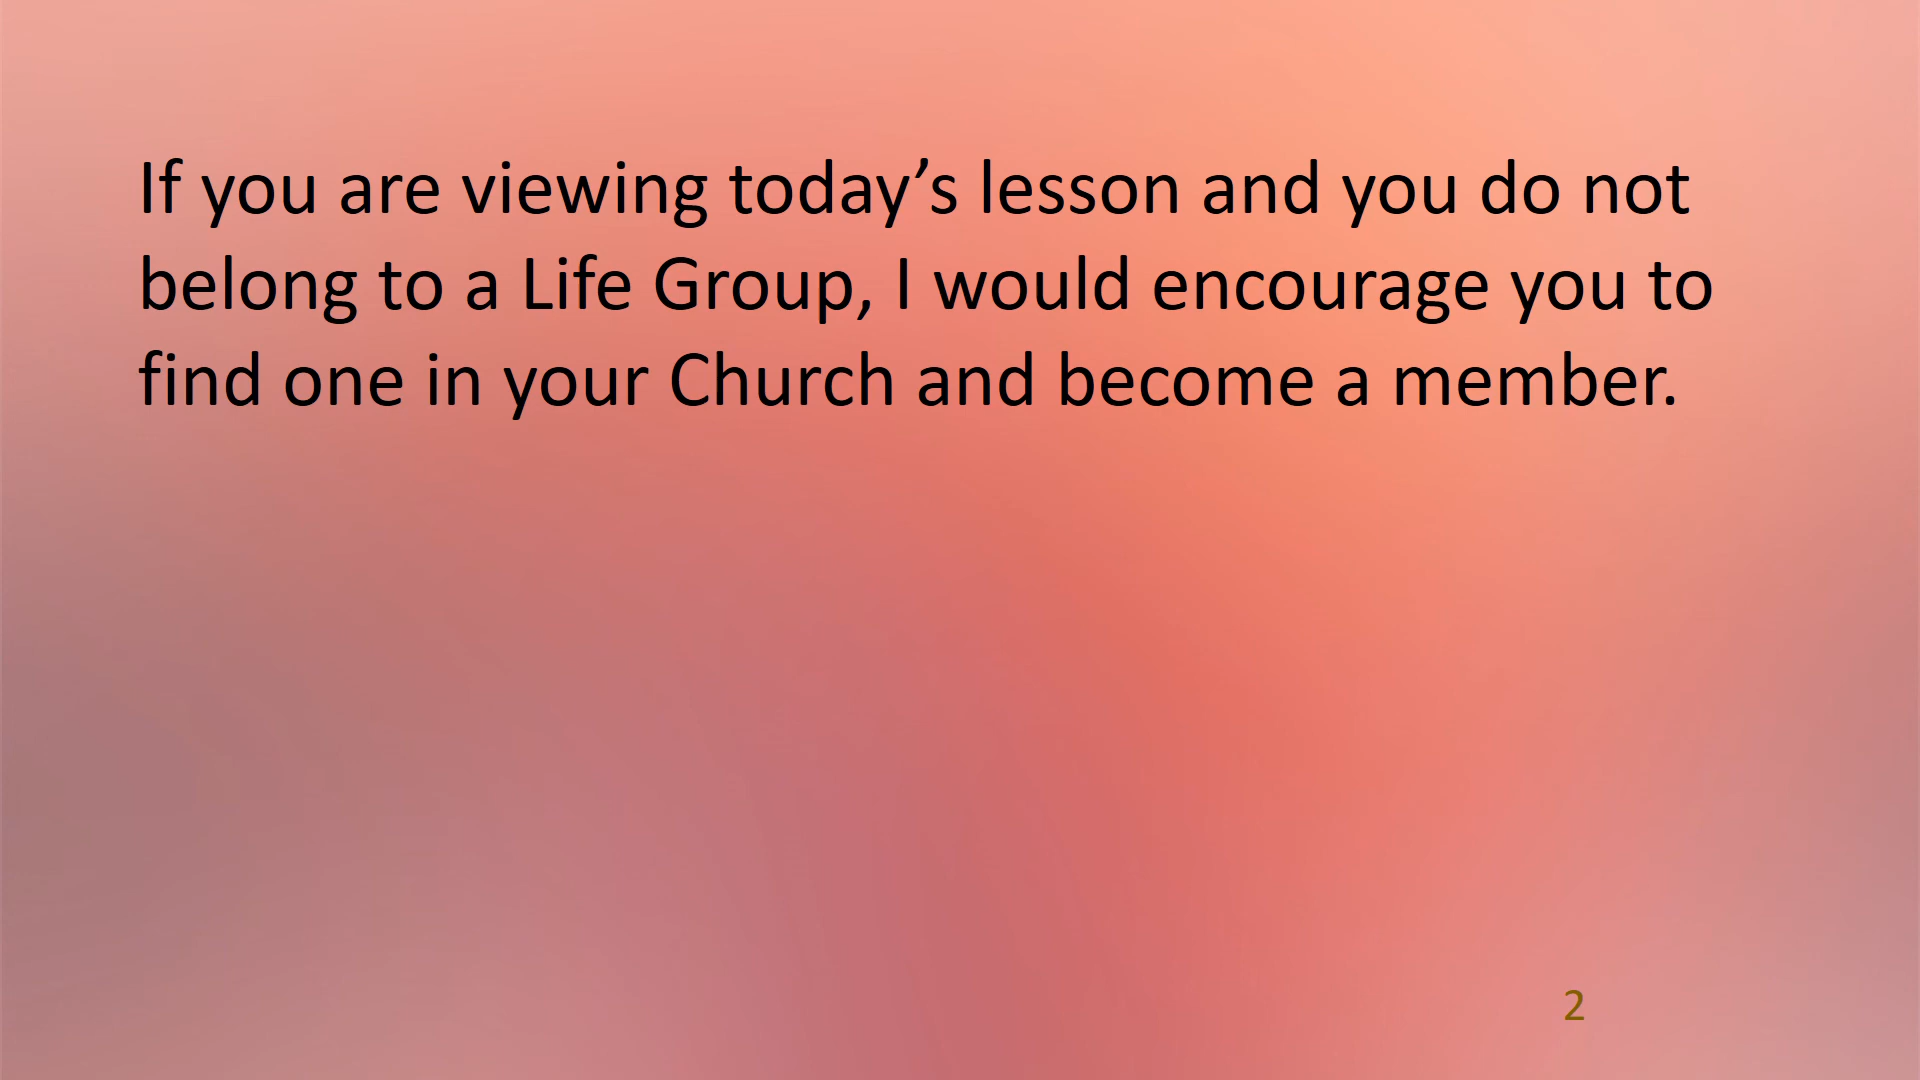 If you are viewing today’s lesson and you do not
belong to a Life Group, I would encourage you to
find one in your Church and become a member.
2